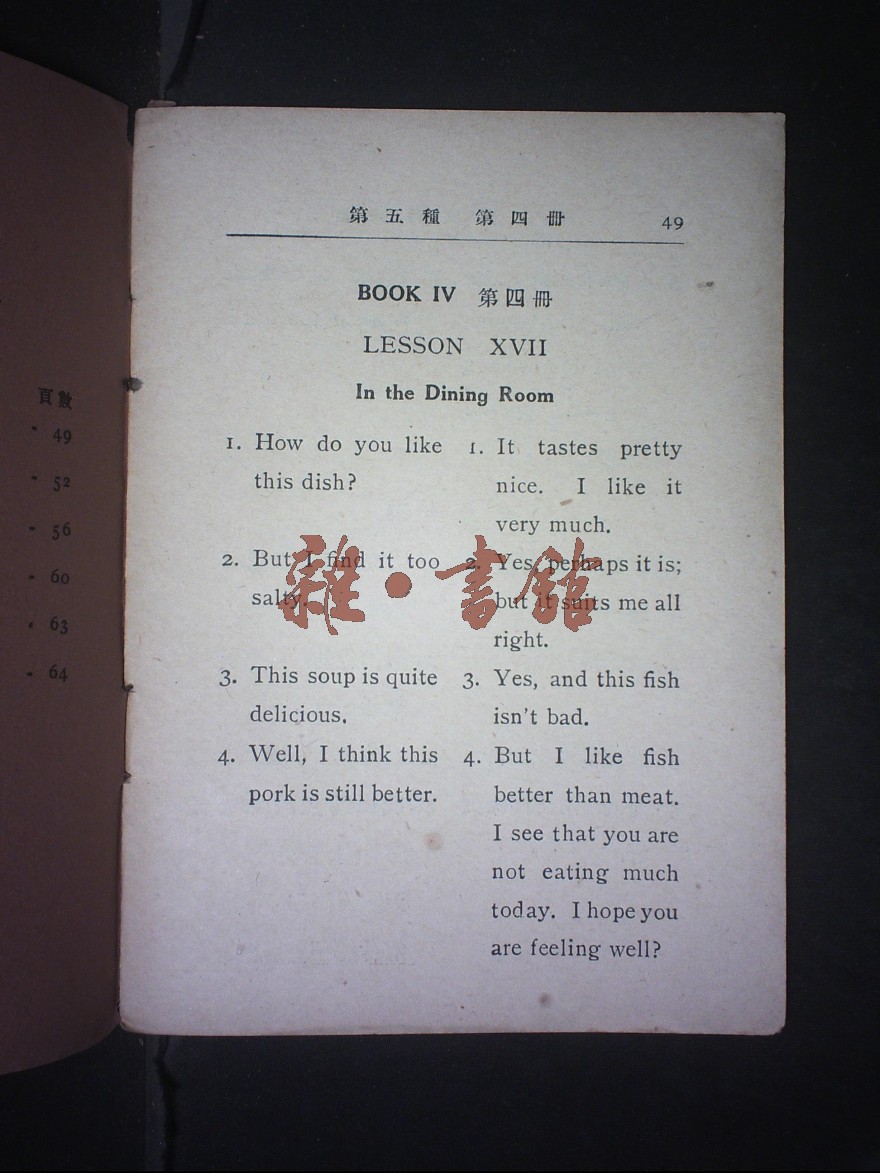 頁數
49
52
56
60
63
64
第五種 第四冊 49
BOOK IV 第四冊
LESSON XVII
In the Dining Room
1. How do you like
this dish?
1. It tastes pretty
nice. I like it
very much.
2. But I find it too
salty.
2. Yes, perhaps it is;
but it suits me all
right.
雜·書館
3. This soup is quite
delicious.
3. Yes, and this fish
isn't bad.
4. Well, I think this
pork is still better.
4. But I like fish
better than meat.
I see that you are
not eating much
today. I hope you
are feeling well?